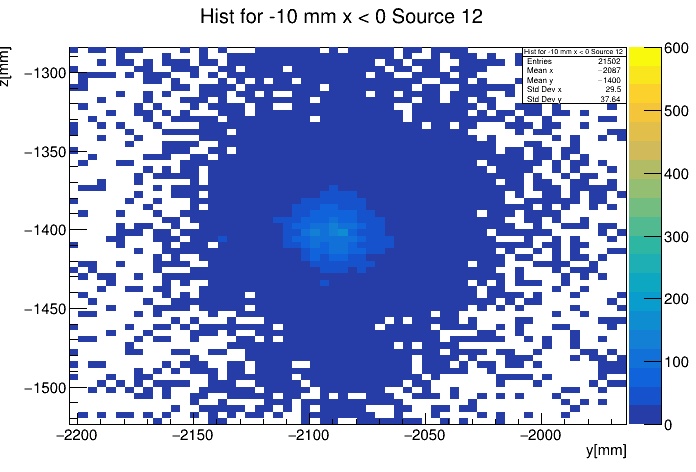 Hist for -10 mm x < 0 Source 12
z[mm]
Hist for -10 mm x < 0 Source 12
Entries 21502
Mean x −2087
Mean y −1400
Std Dev x 29.5
Std Dev y 37.64
−1300
−1350
−1400
−1450
−1500
−2200 −2150 −2100 −2050 −2000
y[mm]
600
500
400
300
200
100
0